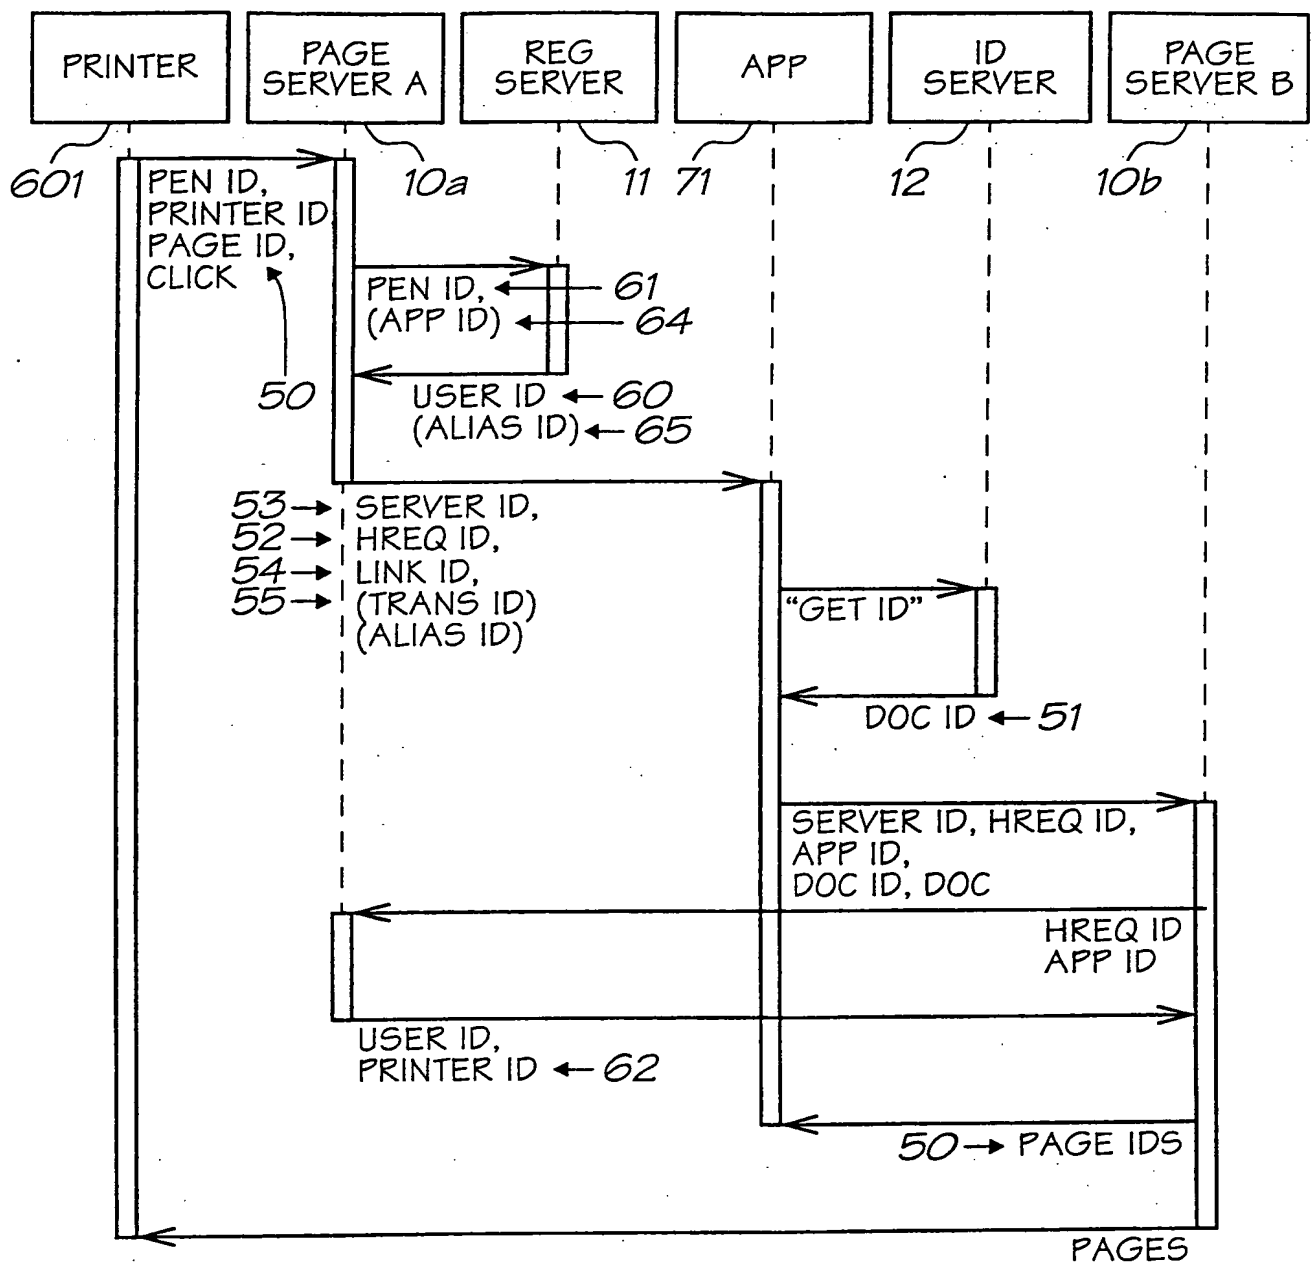 PRINTER
PAGE
SERVER A
REG
SERVER
APP
ID
SERVER
PAGE
SERVER B
601
10a
11
71
12
10b
PEN ID,
PRINTER ID
PAGE ID,
CLICK
50
PEN ID,
61
(APP ID)
64
USER ID
60
(ALIAS ID)
65
53
SERVER ID,
52
HREQ ID,
54
LINK ID,
55
(TRANS ID)
(ALIAS ID)
“GET ID”
DOC ID
51
SERVER ID, HREQ ID,
APP ID,
DOC ID, DOC
HREQ ID
APP ID
USER ID,
PRINTER ID
62
50
PAGE IDS
PAGES